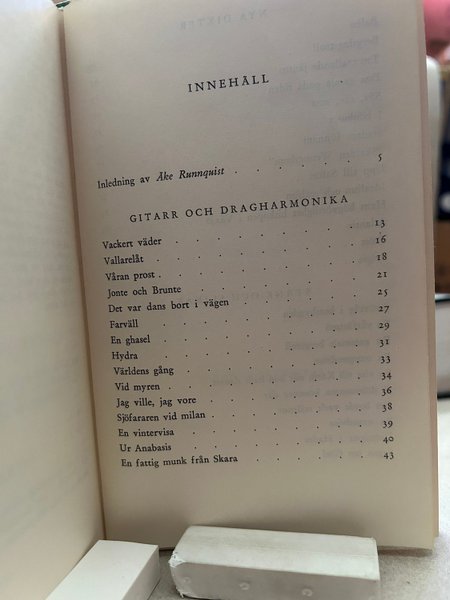 INNEHÅLL
Inledning av Åke Runnquist . . . . . . . 5
GITARR OCH DRAGHARMONIKA
Vackert väder . . . . . . . . . 13
Vallarelåt . . . . . . . . . 16
Våran prost . . . . . . . . . 18
Jonte och Brunte . . . . . . . . 21
Det var dans bort i vägen . . . . . . 25
Farväll . . . . . . . . . 27
En ghasel . . . . . . . . . 29
Hydra . . . . . . . . . 31
Världens gång . . . . . . . . 33
Vid myren . . . . . . . . . 34
Jag ville, jag vore . . . . . . . 36
Sjöfararen vid milan . . . . . . . 38
En vintervisa . . . . . . . . 39
Ur Anabasis . . . . . . . . 40
En fattig munk från Skara . . . . . . 43